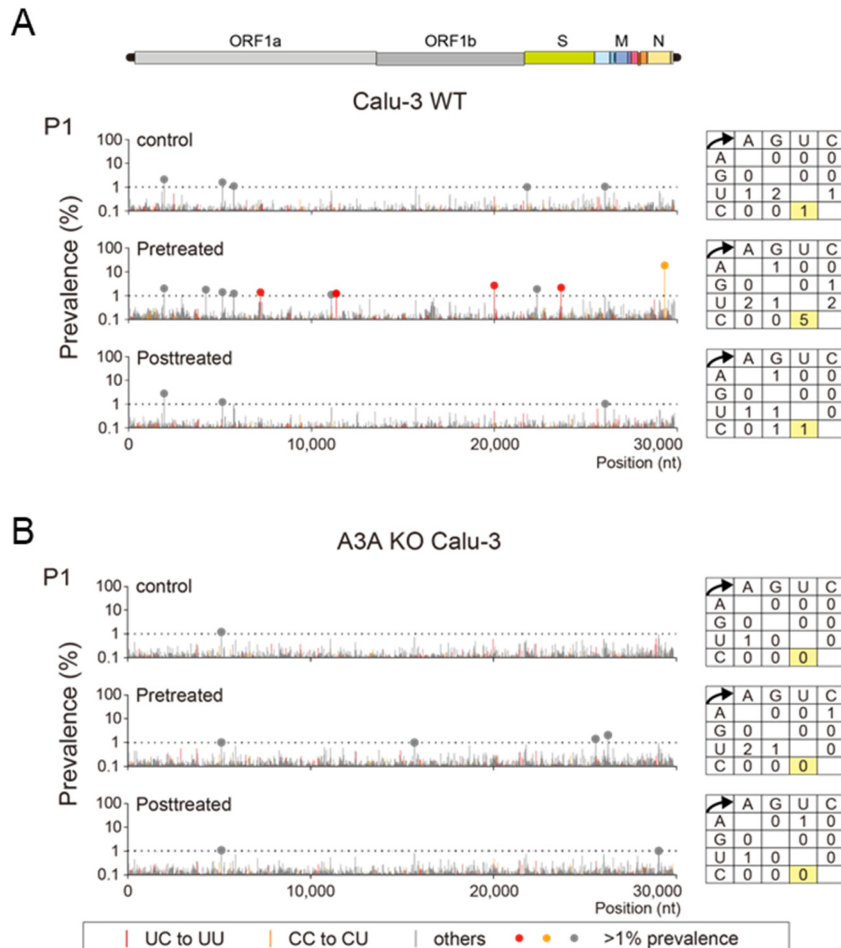 A
ORF1a ORF1b S M N
Calu-3 WT
P1
Prevalence (%)
control
100
10
1
0.1
A G U C
A 0 0 0
G 0 0 0
U 1 2 1
C 0 0 1
Pretreated
100
10
1
0.1
A G U C
A 1 0 0
G 0 0 1
U 2 1 2
C 0 0 5
Posttreated
100
10
1
0.1
A G U C
A 1 0 0
G 0 0 0
U 1 1 0
C 0 1 1
0 10,000 20,000 30,000
Position (nt)
B
A3A KO Calu-3
P1
Prevalence (%)
control
100
10
1
0.1
A G U C
A 0 0 0
G 0 0 0
U 1 0 0
C 0 0 0
Pretreated
100
10
1
0.1
A G U C
A 0 0 1
G 0 0 0
U 2 1 0
C 0 0 0
Posttreated
100
10
1
0.1
A G U C
A 0 1 0
G 0 0 0
U 1 0 0
C 0 0 0
0 10,000 20,000 30,000
Position (nt)
UC to UU CC to CU others >1% prevalence